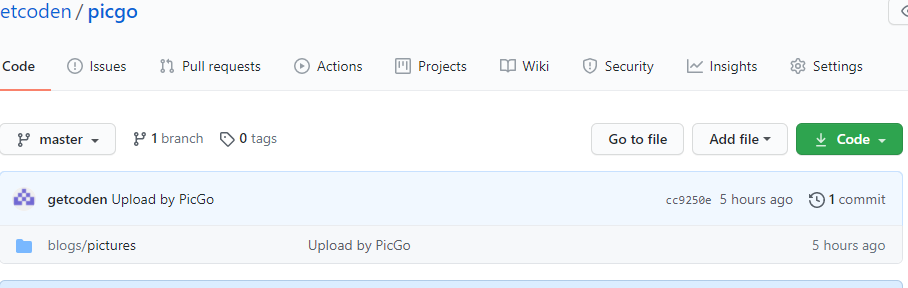 etcoden / picgo
Code Issues Pull requests Actions Projects Wiki Security Insights Settings
master 1 branch 0 tags Go to file Add file Code
getcoden Upload by PicGo cc9250e 5 hours ago 1 commit
blogs/pictures Upload by PicGo 5 hours ago